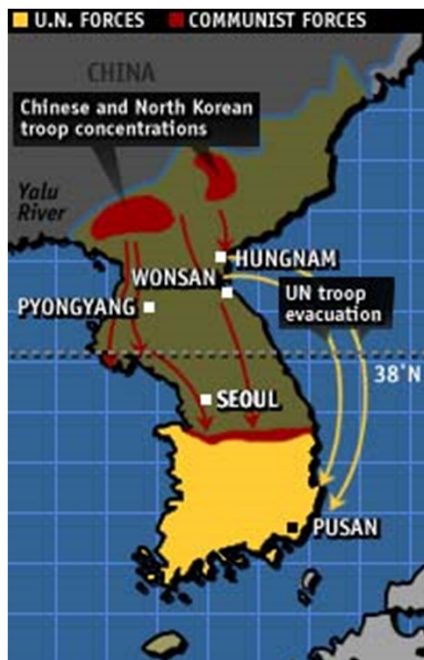 U.N. FORCES
COMMUNIST FORCES
CHINA
Chinese and North Korean
troop concentrations
Yalu
River
HUNGNAM
WONSAN
PYONGYANG
UN troop
evacuation
38°N
SEOUL
PUSAN